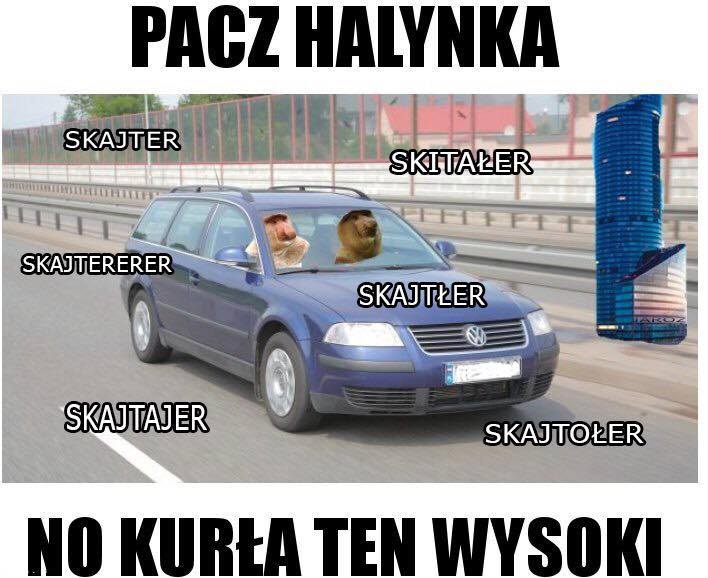 PACZ HALYNKA
SKAJTER
SKITAŁER
SKAJTERERER
SKAJTŁER
SKAJTAJER
SKAJTOŁER
NO KURŁA TEN WYSOKI